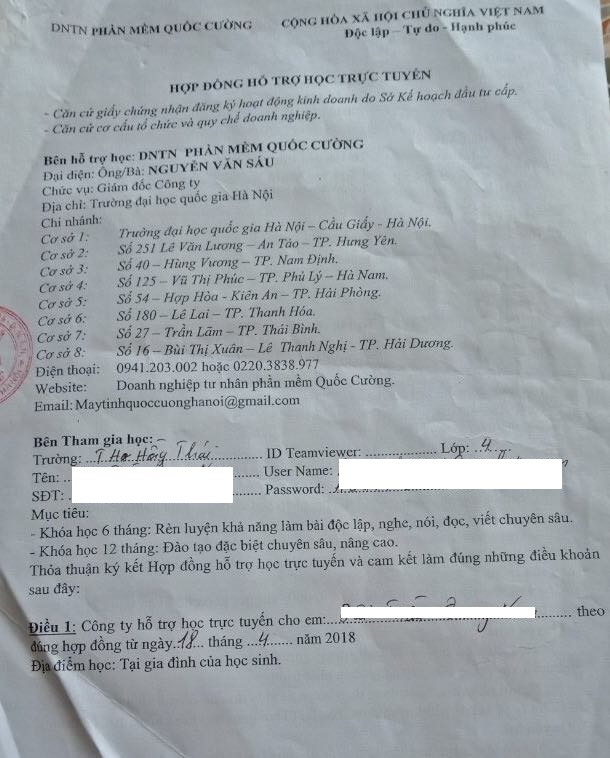 DNTN PHẦN MỀM QUỐC CƯỜNG CỘNG HÒA XÃ HỘI CHỦ NGHĨA VIỆT NAM
Độc lập – Tự do - Hạnh phúc
HỢP ĐỒNG HỖ TRỢ HỌC TRỰC TUYẾN
- Căn cứ giấy chứng nhận đăng ký hoạt động kinh doanh do Sở Kế hoạch đầu tư cấp.
- Căn cứ cơ cấu tổ chức và quy chế doanh nghiệp.
Bên hỗ trợ học: DNTN PHẦN MỀM QUỐC CƯỜNG
Đại diện: Ông/Bà: NGUYỄN VĂN SÁU
Chức vụ: Giám đốc Công ty
Địa chỉ: Trường đại học quốc gia Hà Nội
Chi nhánh:
Cơ sở 1: Trường đại học quốc gia Hà Nội – Cầu Giấy - Hà Nội.
Cơ sở 2: Số 251 Lê Văn Lương – An Tảo – TP. Hưng Yên.
Cơ sở 3: Số 40 – Hùng Vương – TP. Nam Định.
Cơ sở 4: Số 125 – Vũ Thị Phúc – TP. Phủ Lý – Hà Nam.
Cơ sở 5: Số 54 – Hợp Hòa - Kiên An – TP. Hải Phòng.
Cơ sở 6: Số 180 – Lê Lai – TP. Thanh Hóa.
Cơ sở 7: Số 27 – Trần Lãm – TP. Thái Bình.
Cơ sở 8: Số 16 – Bùi Thị Xuân – Lê Thanh Nghị - TP. Hải Dương.
Điện thoại: 0941.203.002 hoặc 0220.3838.977
Website: Doanh nghiệp tư nhân phần mềm Quốc Cường.
Email: Maytinhquoccuonghanoi@gmail.com
Bên Tham gia học:
Trường: ...T.Ho.Hồng Thái............ ID Teamviewer: .................. Lớp: ..4....
Tên: .. User Name:
SĐT: . Password:
Mục tiêu:
- Khóa học 6 tháng: Rèn luyện khả năng làm bài độc lập, nghe, nói, đọc, viết chuyên sâu.
- Khóa học 12 tháng: Đào tạo đặc biệt chuyên sâu, nâng cao.
Thỏa thuận ký kết Hợp đồng hỗ trợ học trực tuyến và cam kết làm đúng những điều khoản
sau đây:
Điều 1: Công ty hỗ trợ học trực tuyến cho em:............ theo
đúng hợp đồng từ ngày..18... tháng ...4....... năm 2018
Địa điểm học: Tại gia đình của học sinh.